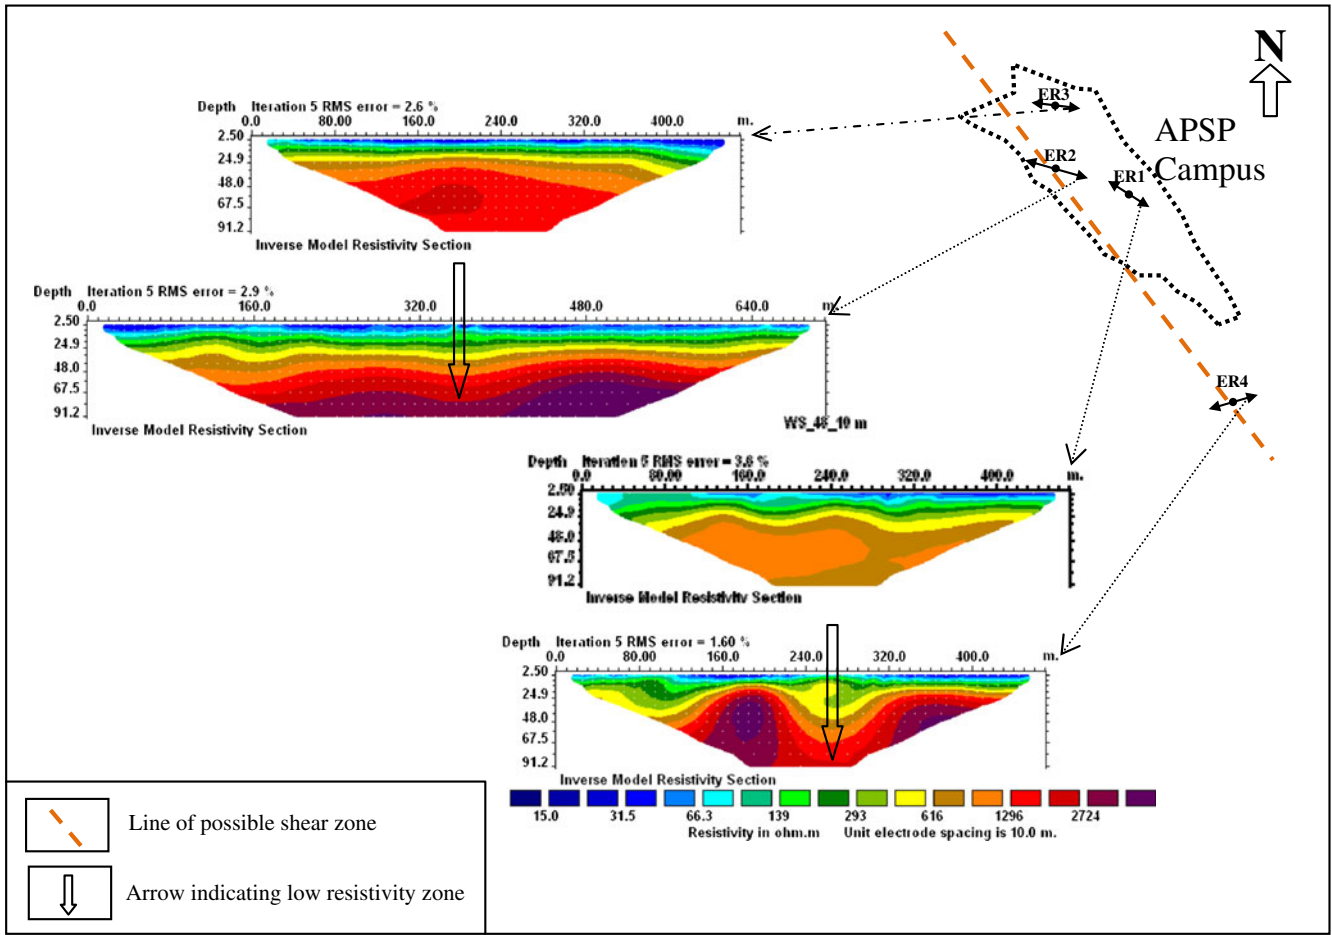 N
ER3
APSP
Campus
ER2
ER1
ER4
Depth Iteration 5 RMS error = 2.6 %
0.0 80.00 160.0 240.0 320.0 400.0 m.
2.50
24.9
48.0
67.5
91.2
Inverse Model Resistivity Section
Depth Iteration 5 RMS error = 2.9 %
0.0 160.0 320.0 480.0 640.0 m.
2.50
24.9
48.0
67.5
91.2
Inverse Model Resistivity Section
WS_48_10 m
Depth Iteration 5 RMS error = 3.6 %
0.0 80.00 160.0 240.0 320.0 400.0 m.
2.50
24.9
48.0
67.5
91.2
Inverse Model Resistivity Section
Depth Iteration 5 RMS error = 1.60 %
0.0 80.00 160.0 240.0 320.0 400.0 m.
2.50
24.9
48.0
67.5
91.2
Inverse Model Resistivity Section
15.0 31.5 66.3 139 293 616 1296 2724
Resistivity in ohm.m Unit electrode spacing is 10.0 m.
Line of possible shear zone
Arrow indicating low resistivity zone